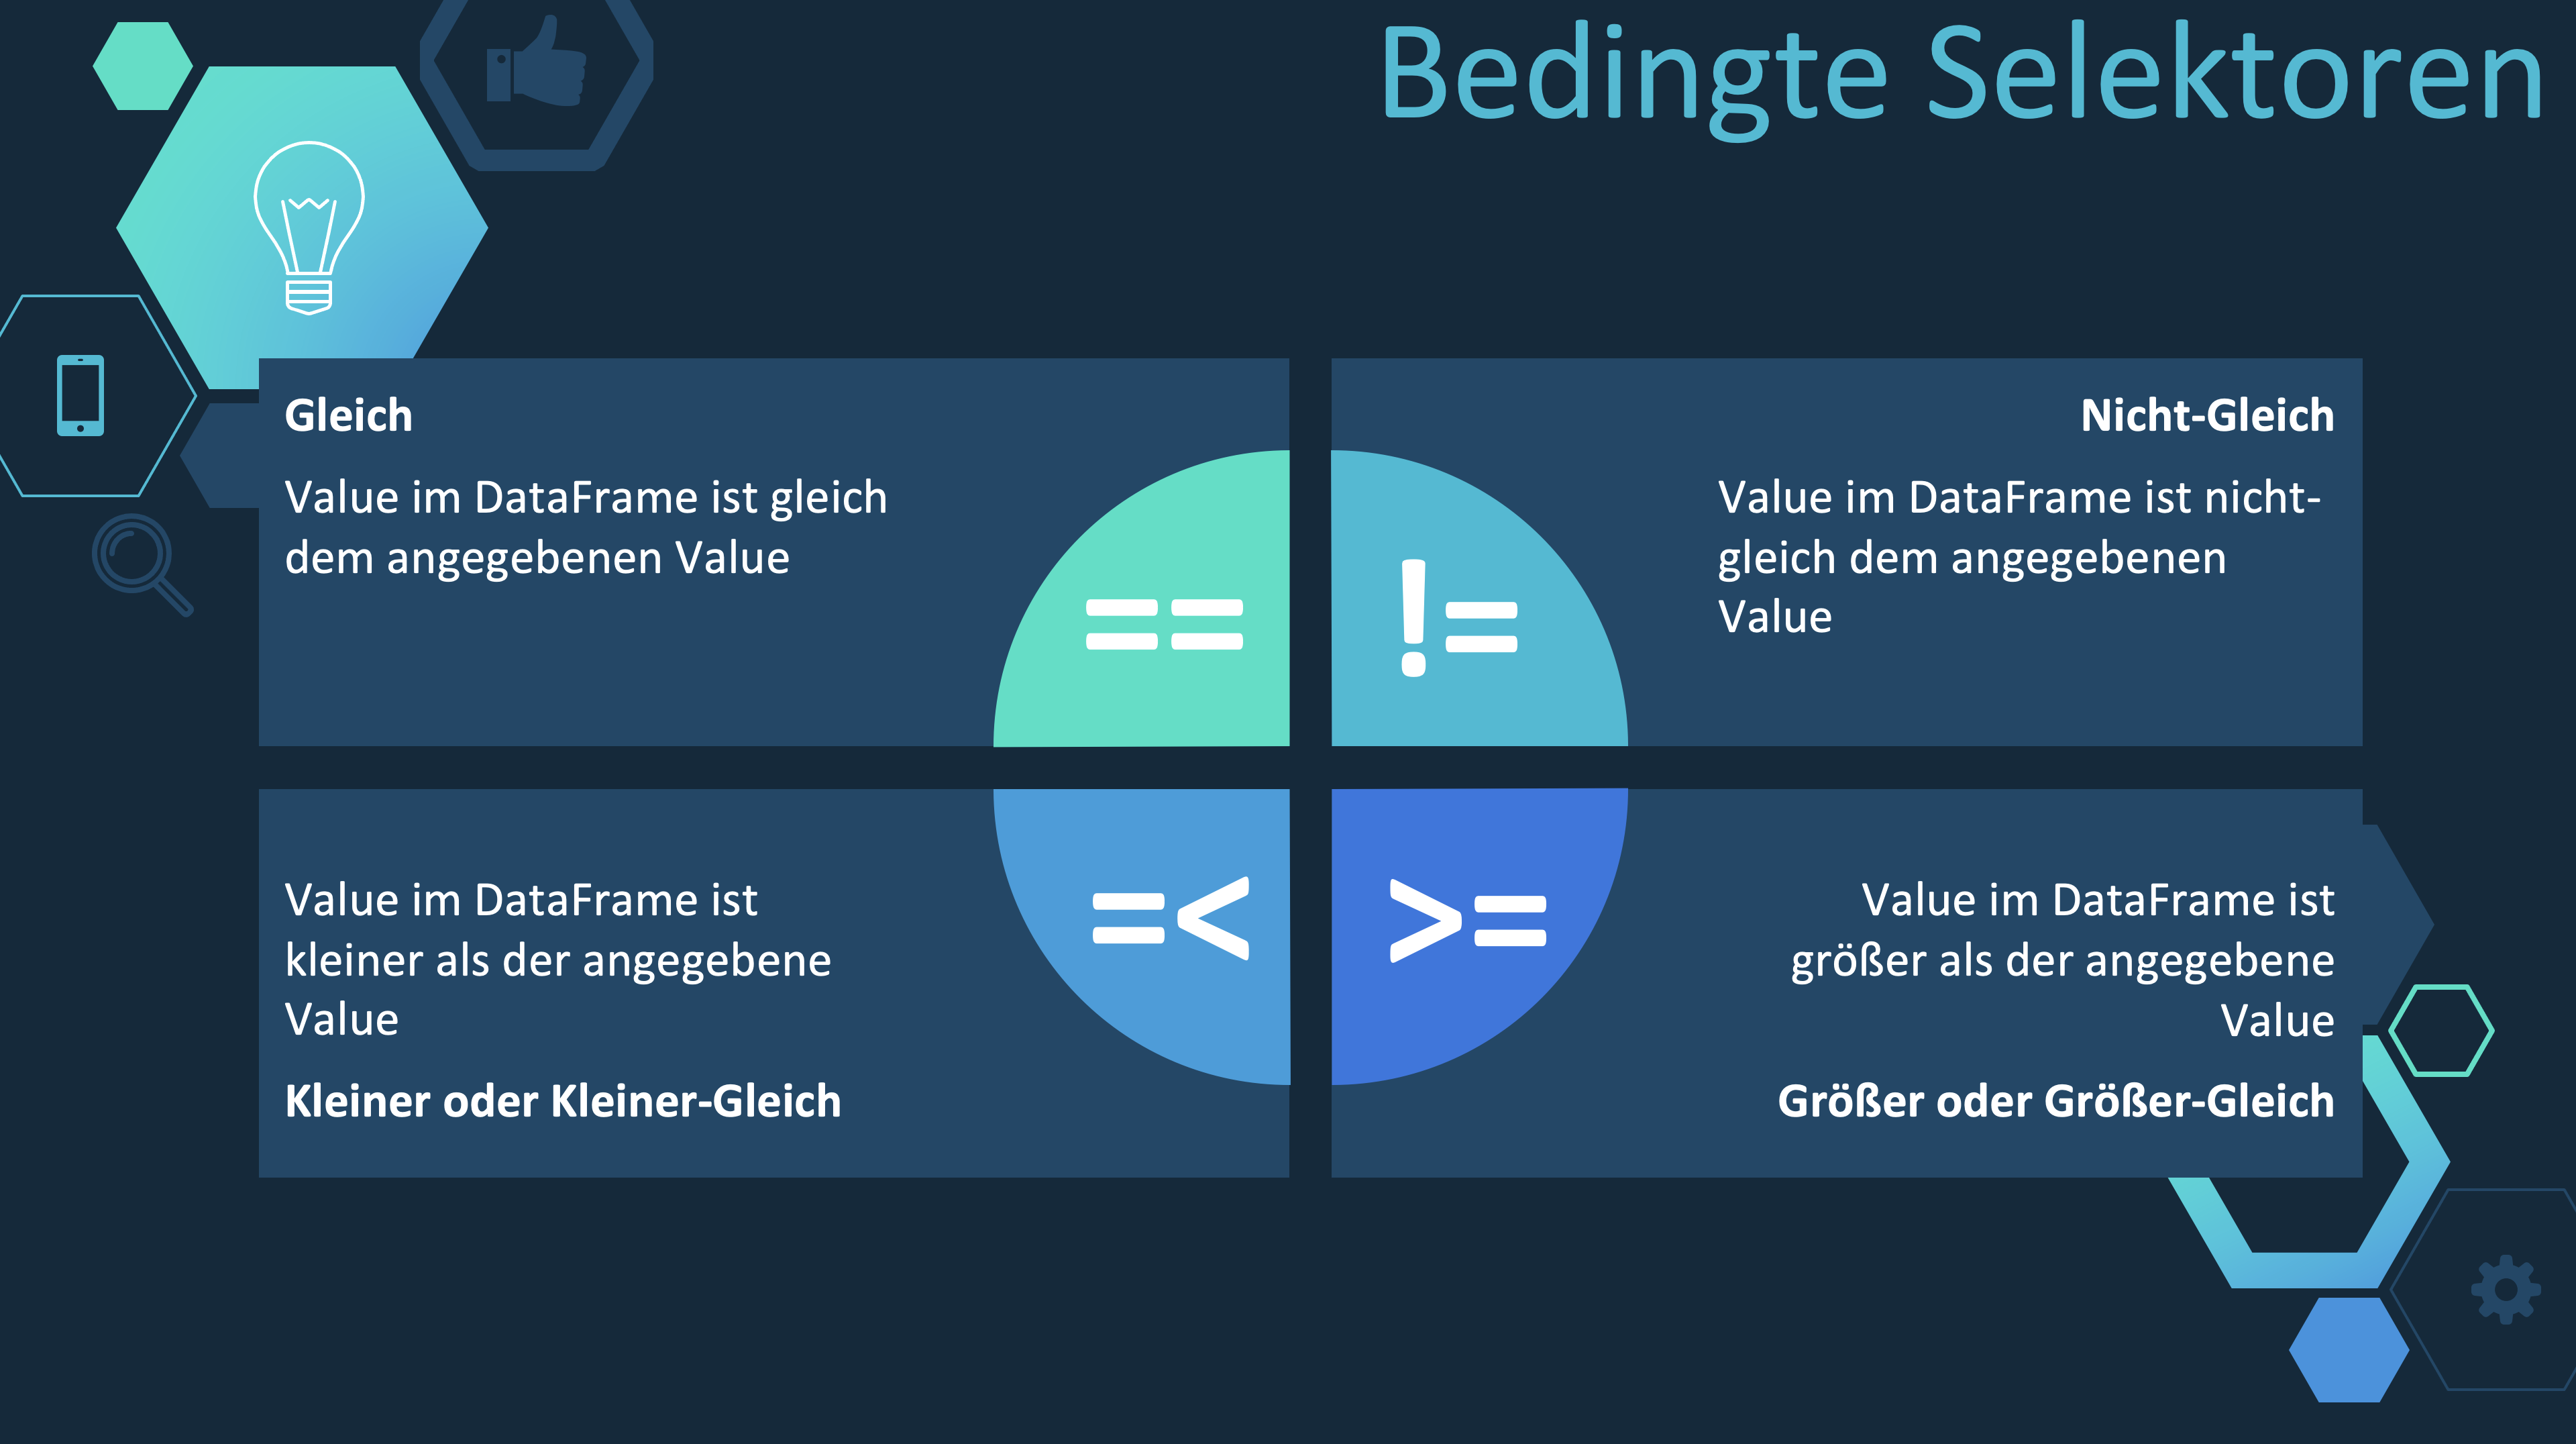 Bedingte Selektoren
Gleich
Value im DataFrame ist gleich
dem angegebenen Value
==
Nicht-Gleich
Value im DataFrame ist nicht-
gleich dem angegebenen
Value
!=
Value im DataFrame ist
kleiner als der angegebene
Value
Kleiner oder Kleiner-Gleich
=<
>=
Value im DataFrame ist
größer als der angegebene
Value
Größer oder Größer-Gleich